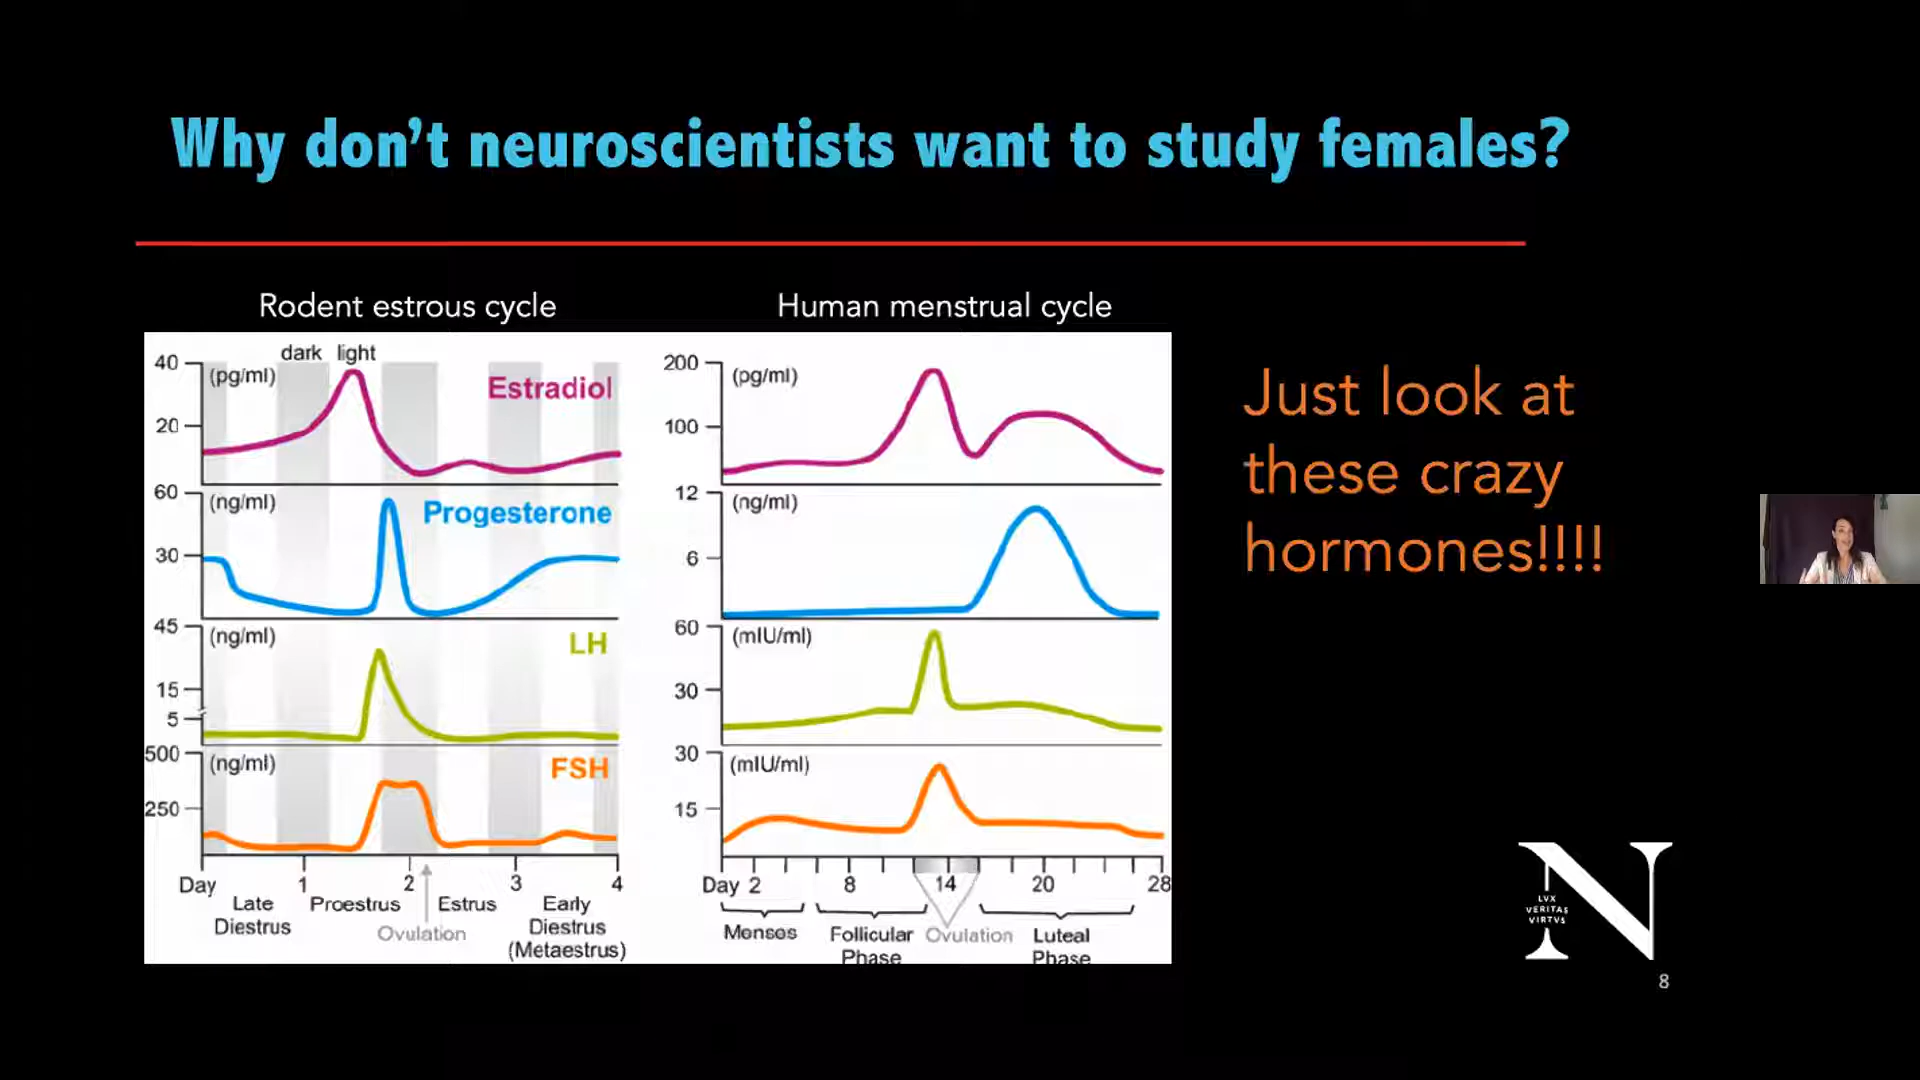 Why don't neuroscientists want to study females?
Rodent estrous cycle
Human menstrual cycle
dark light
40
(pg/ml)
Estradiol
20
60
(ng/ml)
Progesterone
30
45
(ng/ml)
LH
15
5
500
(ng/ml)
FSH
250
Day 1 2 3 4
Late
Diestrus
Proestrus
Estrus
Early
Diestrus
(Metaestrus)
Ovulation
200
(pg/ml)
100
12
(ng/ml)
6
60
(mIU/ml)
30
30
(mIU/ml)
15
Day 2 8 14 20 28
Menses
Follicular
Phase
Ovulation
Luteal
Phase
Just look at
these crazy
hormones!!!!
N
LVX
VERITAS
VIRTVS
8